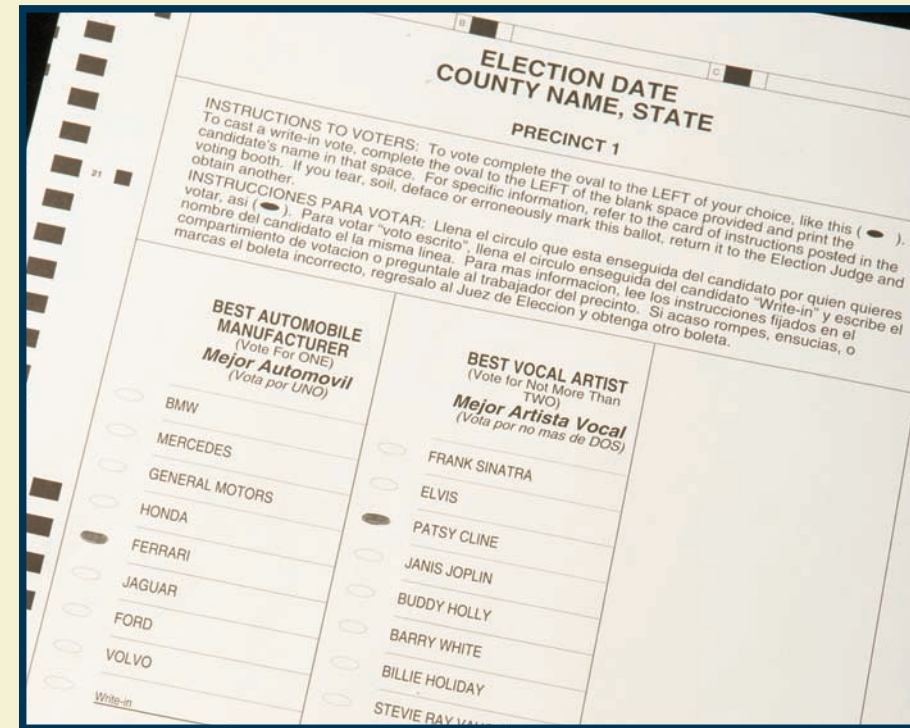 B
C
ELECTION DATE
COUNTY NAME, STATE
PRECINCT 1
INSTRUCTIONS TO VOTERS: To vote complete the oval to the LEFT of your choice, like this ( ).
To cast a write-in vote, complete the oval to the LEFT of the blank space provided and print the
candidate's name in that space. For specific information, refer to the card of instructions posted in the
voting booth. If you tear, soil, deface or erroneously mark this ballot, return it to the Election Judge and
obtain another.
INSTRUCCIONES PARA VOTAR: Llena el circulo que esta enseguida del candidato por quien quieres
votar, asi ( ). Para votar "voto escrito", llena el circulo enseguida del candidato "Write-in" y escribe el
nombre del candidato el la misma linea. Para mas informacion, lee los instrucciones fijados en el
compartimiento de votacion o preguntale al trabajador del precinto. Si acaso rompes, ensucias, o
marcas el boleta incorrecto, regresalo al Juez de Eleccion y obtenga otro boleta.
21
BEST AUTOMOBILE
MANUFACTURER
(Vote For ONE)
Mejor Automovil
(Vota por UNO)
BMW
MERCEDES
GENERAL MOTORS
HONDA
FERRARI
JAGUAR
FORD
VOLVO
Write-in
BEST VOCAL ARTIST
(Vote for Not More Than
TWO)
Mejor Artista Vocal
(Vota por no mas de DOS)
FRANK SINATRA
ELVIS
PATSY CLINE
JANIS JOPLIN
BUDDY HOLLY
BARRY WHITE
BILLIE HOLIDAY
STEVIE RAY